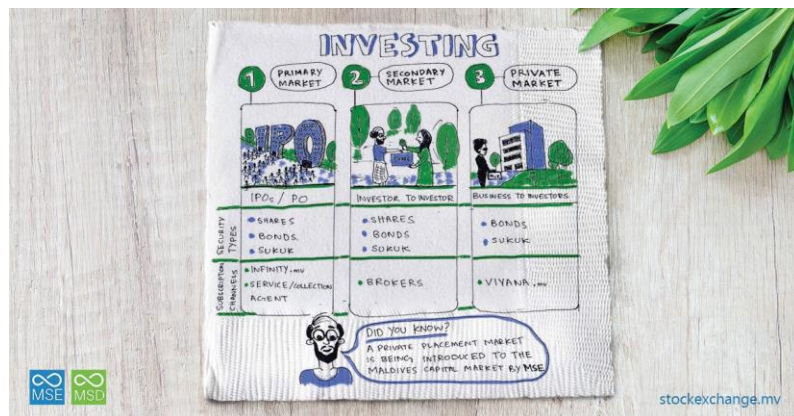 INVESTING
1 PRIMARY MARKET
2 SECONDARY MARKET
3 PRIVATE MARKET
IPO
IPOs / PO
INVESTOR TO INVESTOR
BUSINESS TO INVESTORS
SECURITY TYPES
SHARES
BONDS
SUKUK
SHARES
BONDS
SUKUK
BONDS
SUKUK
SUBSCRIPTION CHANNELS
INFINITY.mv
SERVICE/COLLECTION
AGENT
BROKERS
VIYANA.mv
DID YOU KNOW?
A PRIVATE PLACEMENT MARKET
IS BEING INTRODUCED TO THE
MALDIVES CAPITAL MARKET BY MSE
MSE
MSD
stockexchange.mv